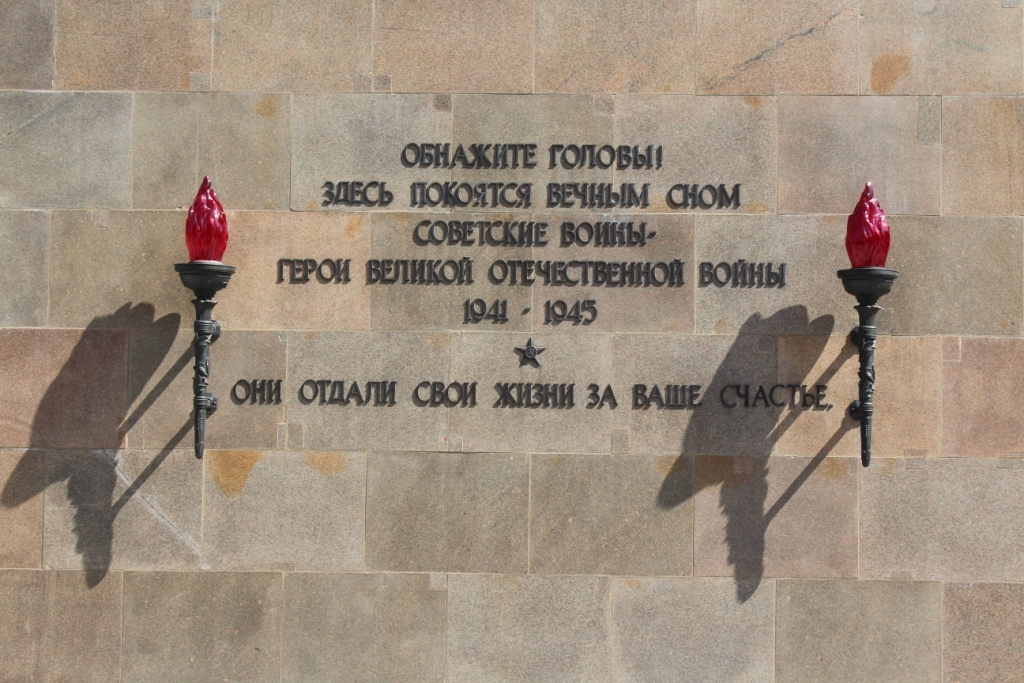 ОБНАЖИТЕ ГОЛОВЫ!
ЗДЕСЬ ПОКОЯТСЯ ВЕЧНЫМ СНОМ
СОВЕТСКИЕ ВОИНЫ-
ГЕРОИ ВЕЛИКОЙ ОТЕЧЕСТВЕННОЙ ВОЙНЫ
1941 - 1945
ОНИ ОТДАЛИ СВОИ ЖИЗНИ ЗА ВАШЕ СЧАСТЬЕ.